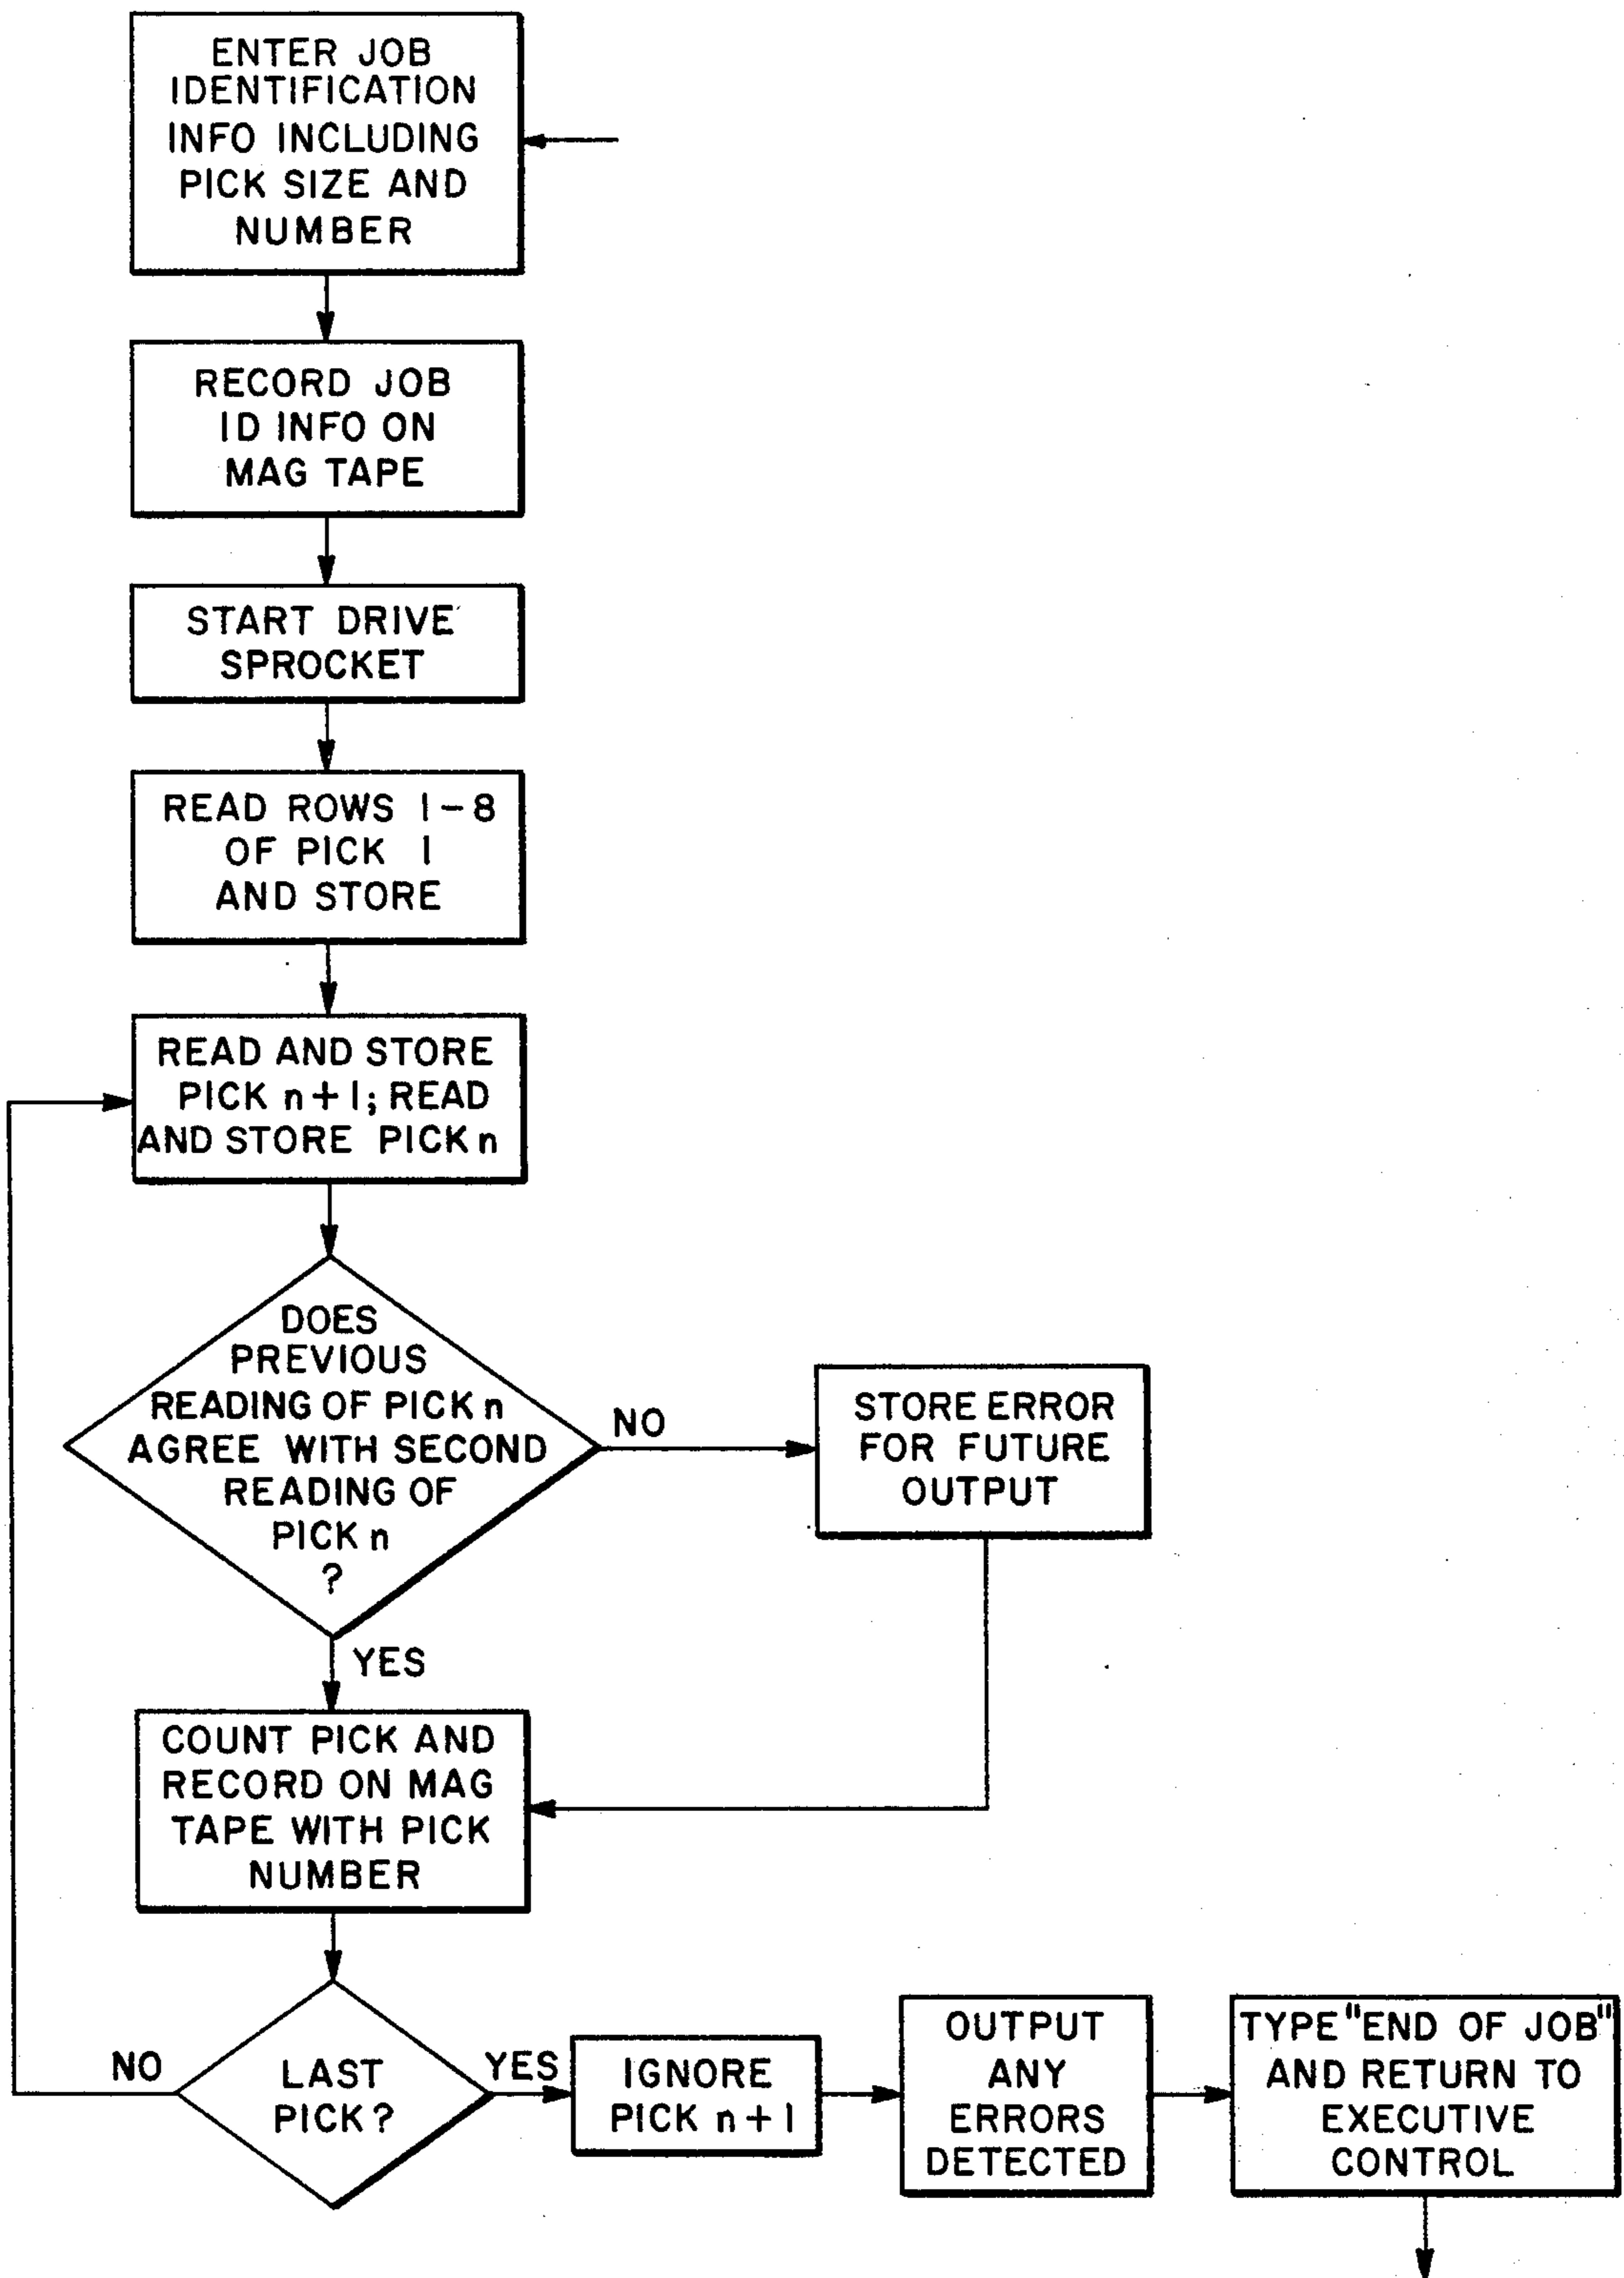 ENTER JOB
IDENTIFICATION
INFO INCLUDING
PICK SIZE AND
NUMBER
RECORD JOB
ID INFO ON
MAG TAPE
START DRIVE
SPROCKET
READ ROWS 1-8
OF PICK 1
AND STORE
READ AND STORE
PICK n+1; READ
AND STORE PICK n
DOES
PREVIOUS
READING OF PICK n
AGREE WITH SECOND
READING OF
PICK n
?
NO
STORE ERROR
FOR FUTURE
OUTPUT
YES
COUNT PICK AND
RECORD ON MAG
TAPE WITH PICK
NUMBER
NO
LAST
PICK?
YES
IGNORE
PICK n+1
OUTPUT
ANY
ERRORS
DETECTED
TYPE "END OF JOB"
AND RETURN TO
EXECUTIVE
CONTROL